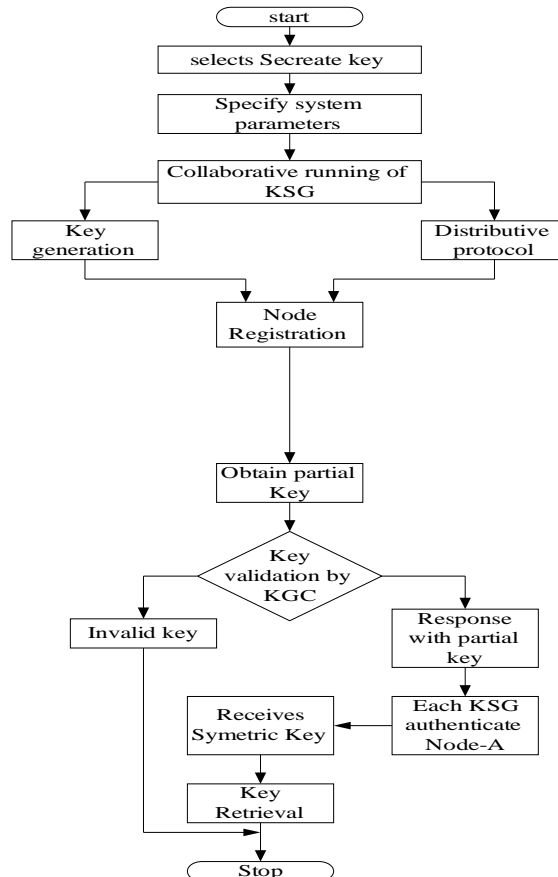 start
selects Secreate key
Specify system
parameters
Collaborative running of
KSG
Key
generation
Distributive
protocol
Node
Registration
Obtain partial
Key
Key
validation by
KGC
Invalid key
Response
with partial
key
Each KSG
authenticate
Node-A
Receives
Symetric Key
Key
Retrieval
Stop